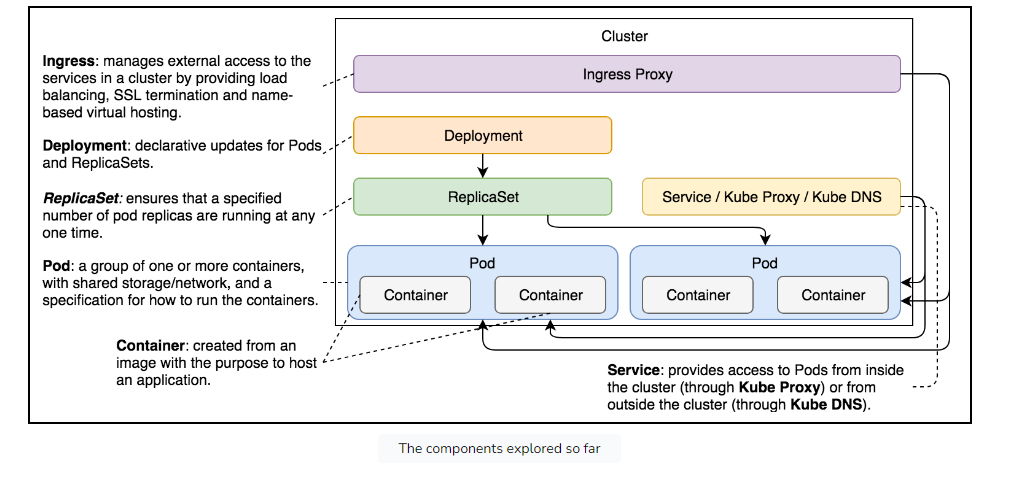 Cluster
Ingress: manages external access to the
services in a cluster by providing load
balancing, SSL termination and name-
based virtual hosting.
Ingress Proxy
Deployment: declarative updates for Pods
and ReplicaSets.
Deployment
ReplicaSet: ensures that a specified
number of pod replicas are running at any
one time.
ReplicaSet
Service / Kube Proxy / Kube DNS
Pod: a group of one or more containers,
with shared storage/network, and a
specification for how to run the containers.
Pod
Container
Container
Pod
Container
Container
Container: created from an
image with the purpose to host
an application.
Service: provides access to Pods from inside
the cluster (through Kube Proxy) or from
outside the cluster (through Kube DNS).
The components explored so far